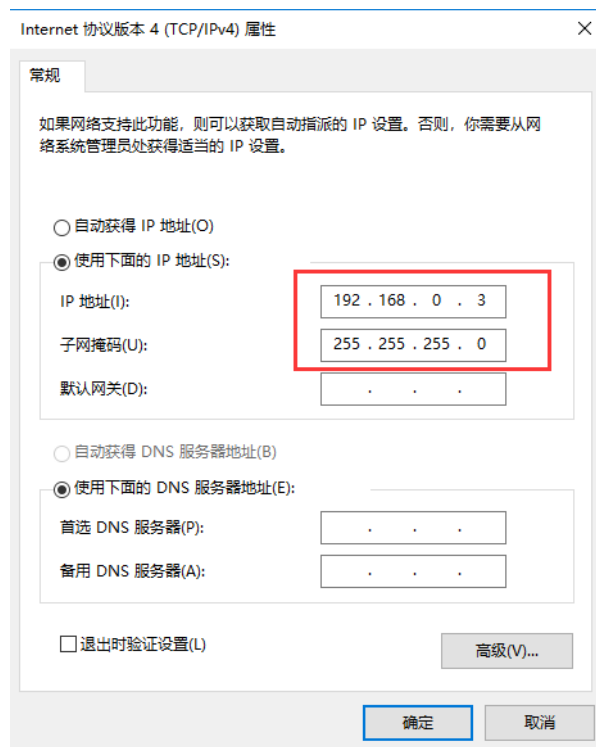 Internet 协议版本 4 (TCP/IPv4) 属性
常规
如果网络支持此功能，则可以获取自动指派的 IP 设置。否则，你需要从网
络系统管理员处获得适当的 IP 设置。
自动获得 IP 地址(O)
使用下面的 IP 地址(S):
IP 地址(I): 192 . 168 . 0 . 3
子网掩码(U): 255 . 255 . 255 . 0
默认网关(D): . . .
自动获得 DNS 服务器地址(B)
使用下面的 DNS 服务器地址(E):
首选 DNS 服务器(P): . . .
备用 DNS 服务器(A): . . .
退出时验证设置(L)
高级(V)...
确定 取消